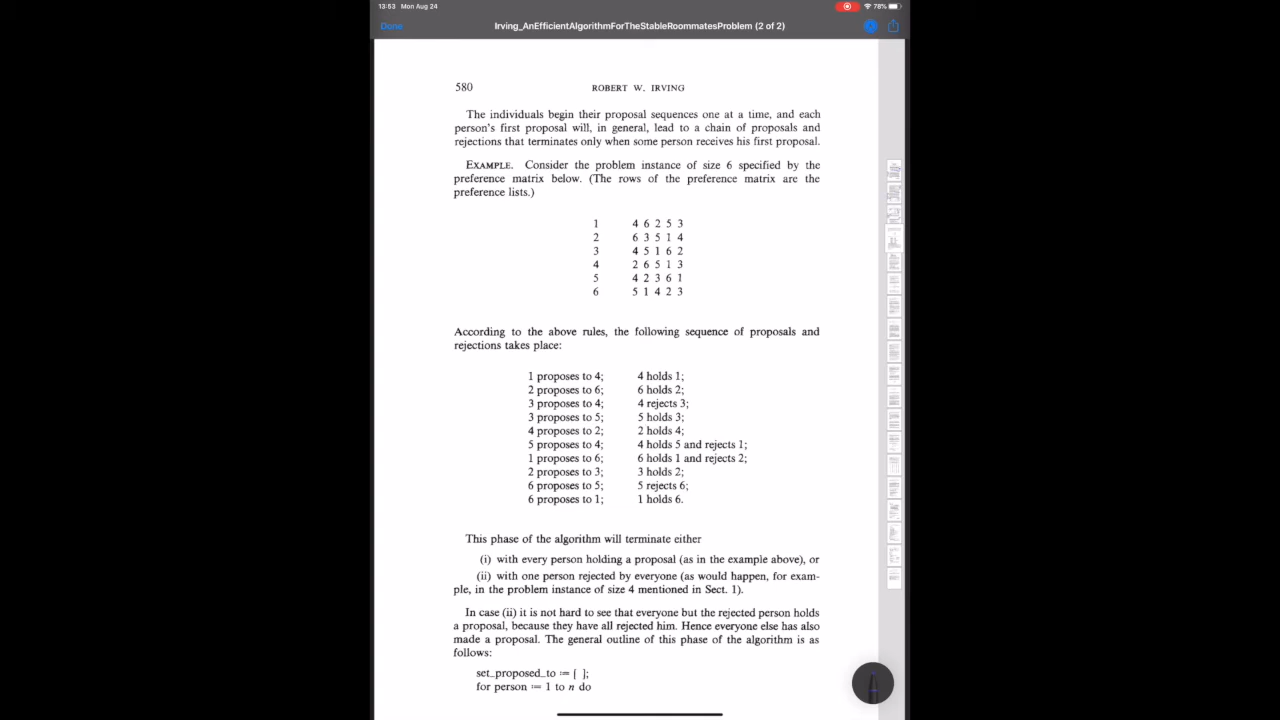 13:53 Mon Aug 24
78%
Done
Irving_AnEfficientAlgorithmForTheStableRoommatesProblem (2 of 2)
580
ROBERT W. IRVING
The individuals begin their proposal sequences one at a time, and each
person's first proposal will, in general, lead to a chain of proposals and
rejections that terminates only when some person receives his first proposal.
EXAMPLE. Consider the problem instance of size 6 specified by the
preference matrix below. (The rows of the preference matrix are the
preference lists.)
1 4 6 2 5 3
2 6 3 5 1 4
3 4 5 1 6 2
4 2 6 5 1 3
5 4 2 3 6 1
6 5 1 4 2 3
According to the above rules, the following sequence of proposals and
rejections takes place:
1 proposes to 4; 4 holds 1;
2 proposes to 6; 6 holds 2;
3 proposes to 4; 4 rejects 3;
3 proposes to 5; 5 holds 3;
4 proposes to 2; 2 holds 4;
5 proposes to 4; 4 holds 5 and rejects 1;
1 proposes to 6; 6 holds 1 and rejects 2;
2 proposes to 3; 3 holds 2;
6 proposes to 5; 5 rejects 6;
6 proposes to 1; 1 holds 6.
This phase of the algorithm will terminate either
(i) with every person holding a proposal (as in the example above), or
(ii) with one person rejected by everyone (as would happen, for exam-
ple, in the problem instance of size 4 mentioned in Sect. 1).
In case (ii) it is not hard to see that everyone but the rejected person holds
a proposal, because they have all rejected him. Hence everyone else has also
made a proposal. The general outline of this phase of the algorithm is as
follows:
set_proposed_to := [ ];
for person := 1 to n do